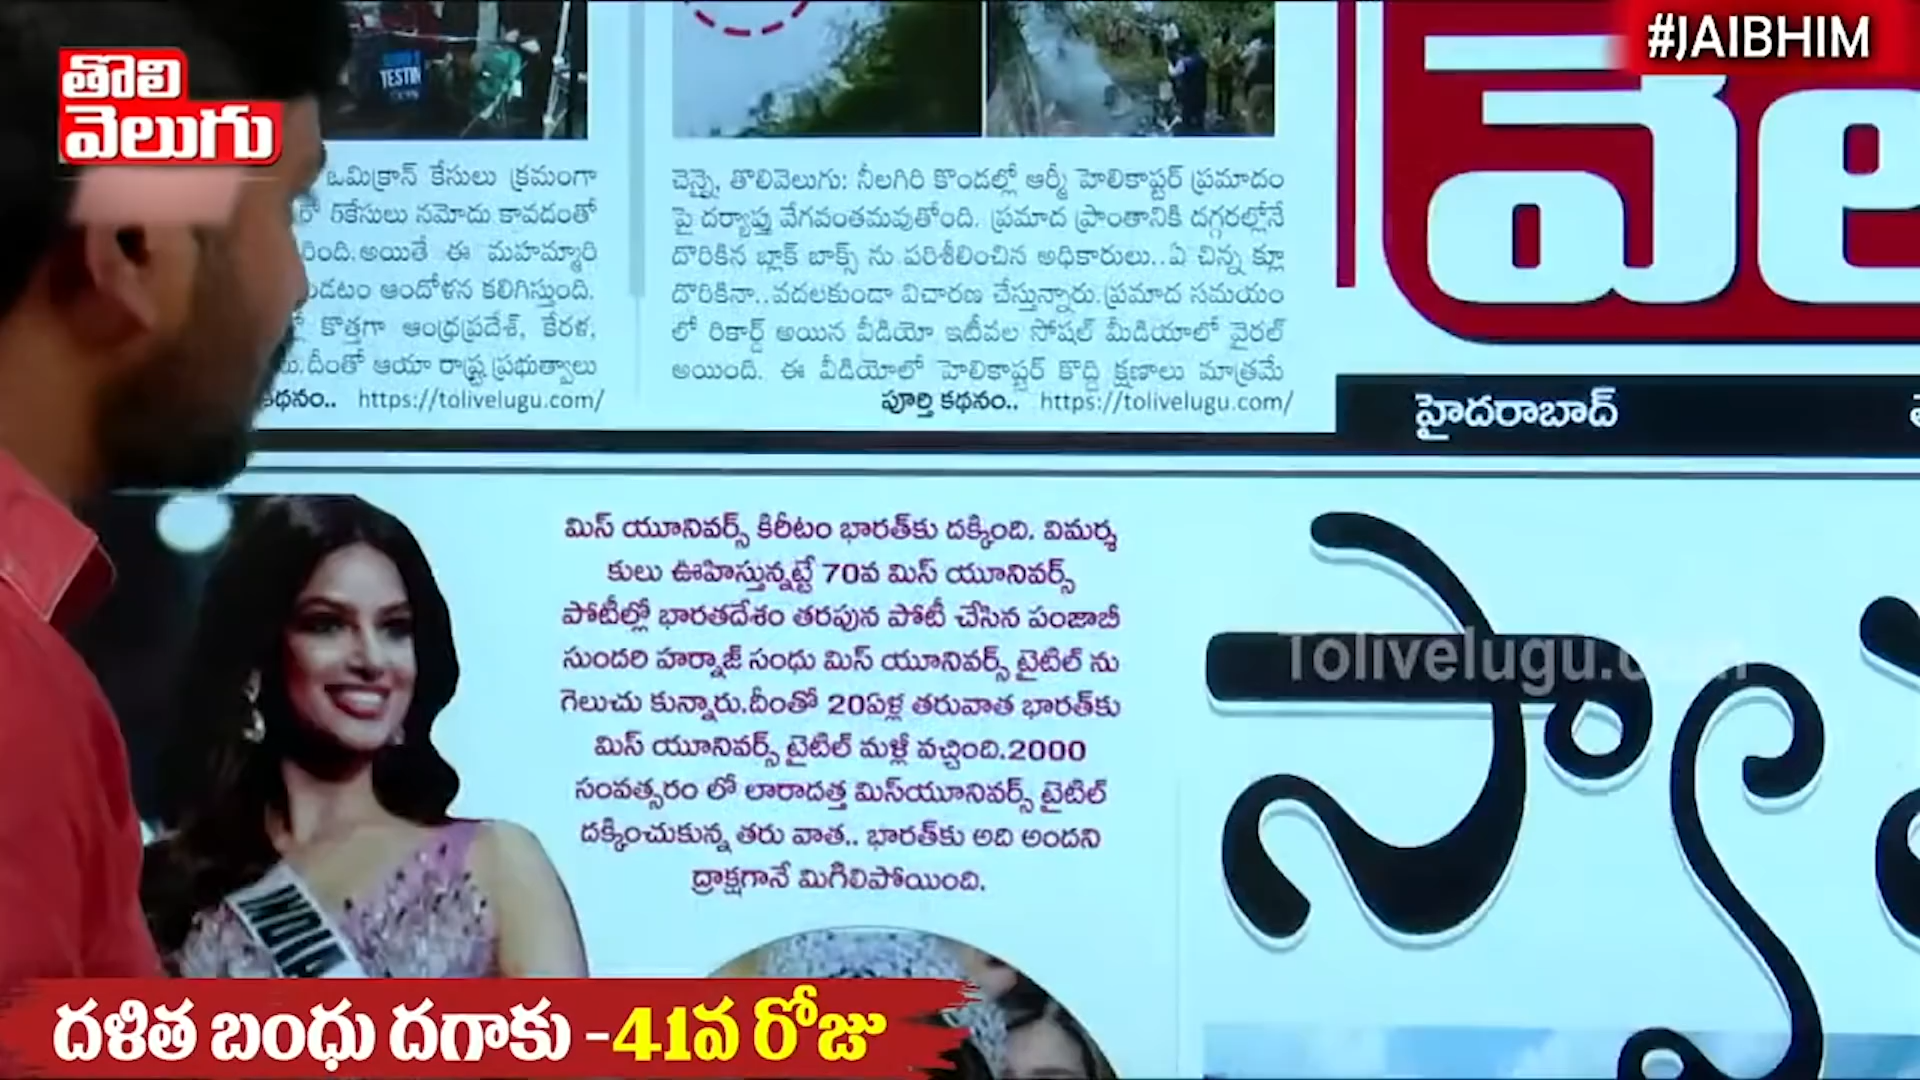 #JAIBHIM
తొలి
వెలుగు
TESTIN
ఒమిక్రాన్ కేసులు క్రమంగా
కేసులు నమోదు కావడంతో
అయితే ఈ మహమ్మారి
ఆందోళన కలిగిస్తుంది.
కొత్తగా ఆంధ్రప్రదేశ్, కేరళ,
దీంతో ఆయా రాష్ట్ర ప్రభుత్వాలు
కథనం.. https://tolivelugu.com/
చెన్నై, తొలివెలుగు: నీలగిరి కొండల్లో ఆర్మీ హెలికాప్టర్ ప్రమాదం
పై దర్యాప్తు వేగవంతమవుతోంది. ప్రమాద ప్రాంతానికి దగ్గరల్లోనే
దొరికిన బ్లాక్ బాక్స్ ను పరిశీలించిన అధికారులు..ఏ చిన్న క్లూ
దొరికినా..వదలకుండా విచారణ చేస్తున్నారు.ప్రమాద సమయం
లో రికార్డ్ అయిన వీడియో ఇటీవల సోషల్ మీడియాలో వైరల్
అయింది. ఈ వీడియోలో హెలికాప్టర్ కొద్ది క్షణాలు మాత్రమే
పూర్తి కథనం.. https://tolivelugu.com/
వెల
హైదరాబాద్
మిస్ యూనివర్స్ కిరీటం భారత్‌కు దక్కింది. విమర్శ
కులు ఊహిస్తున్నట్టే 70వ మిస్ యూనివర్స్
పోటీల్లో భారతదేశం తరఫున పోటీ చేసిన పంజాబీ
సుందరి హర్నాజ్ సంధు మిస్ యూనివర్స్ టైటిల్ ను
గెలుచు కున్నారు.దీంతో 20ఏళ్ల తరువాత భారత్‌కు
మిస్ యూనివర్స్ టైటిల్ మళ్లీ వచ్చింది.2000
సంవత్సరం లో లారాదత్త మిస్‌యూనివర్స్ టైటిల్
దక్కించుకున్న తరు వాత.. భారత్‌కు అది అందని
ద్రాక్షగానే మిగిలిపోయింది.
Tolivelugu.com
INDIA
దళిత బంధు దగాకు -41వ రోజు